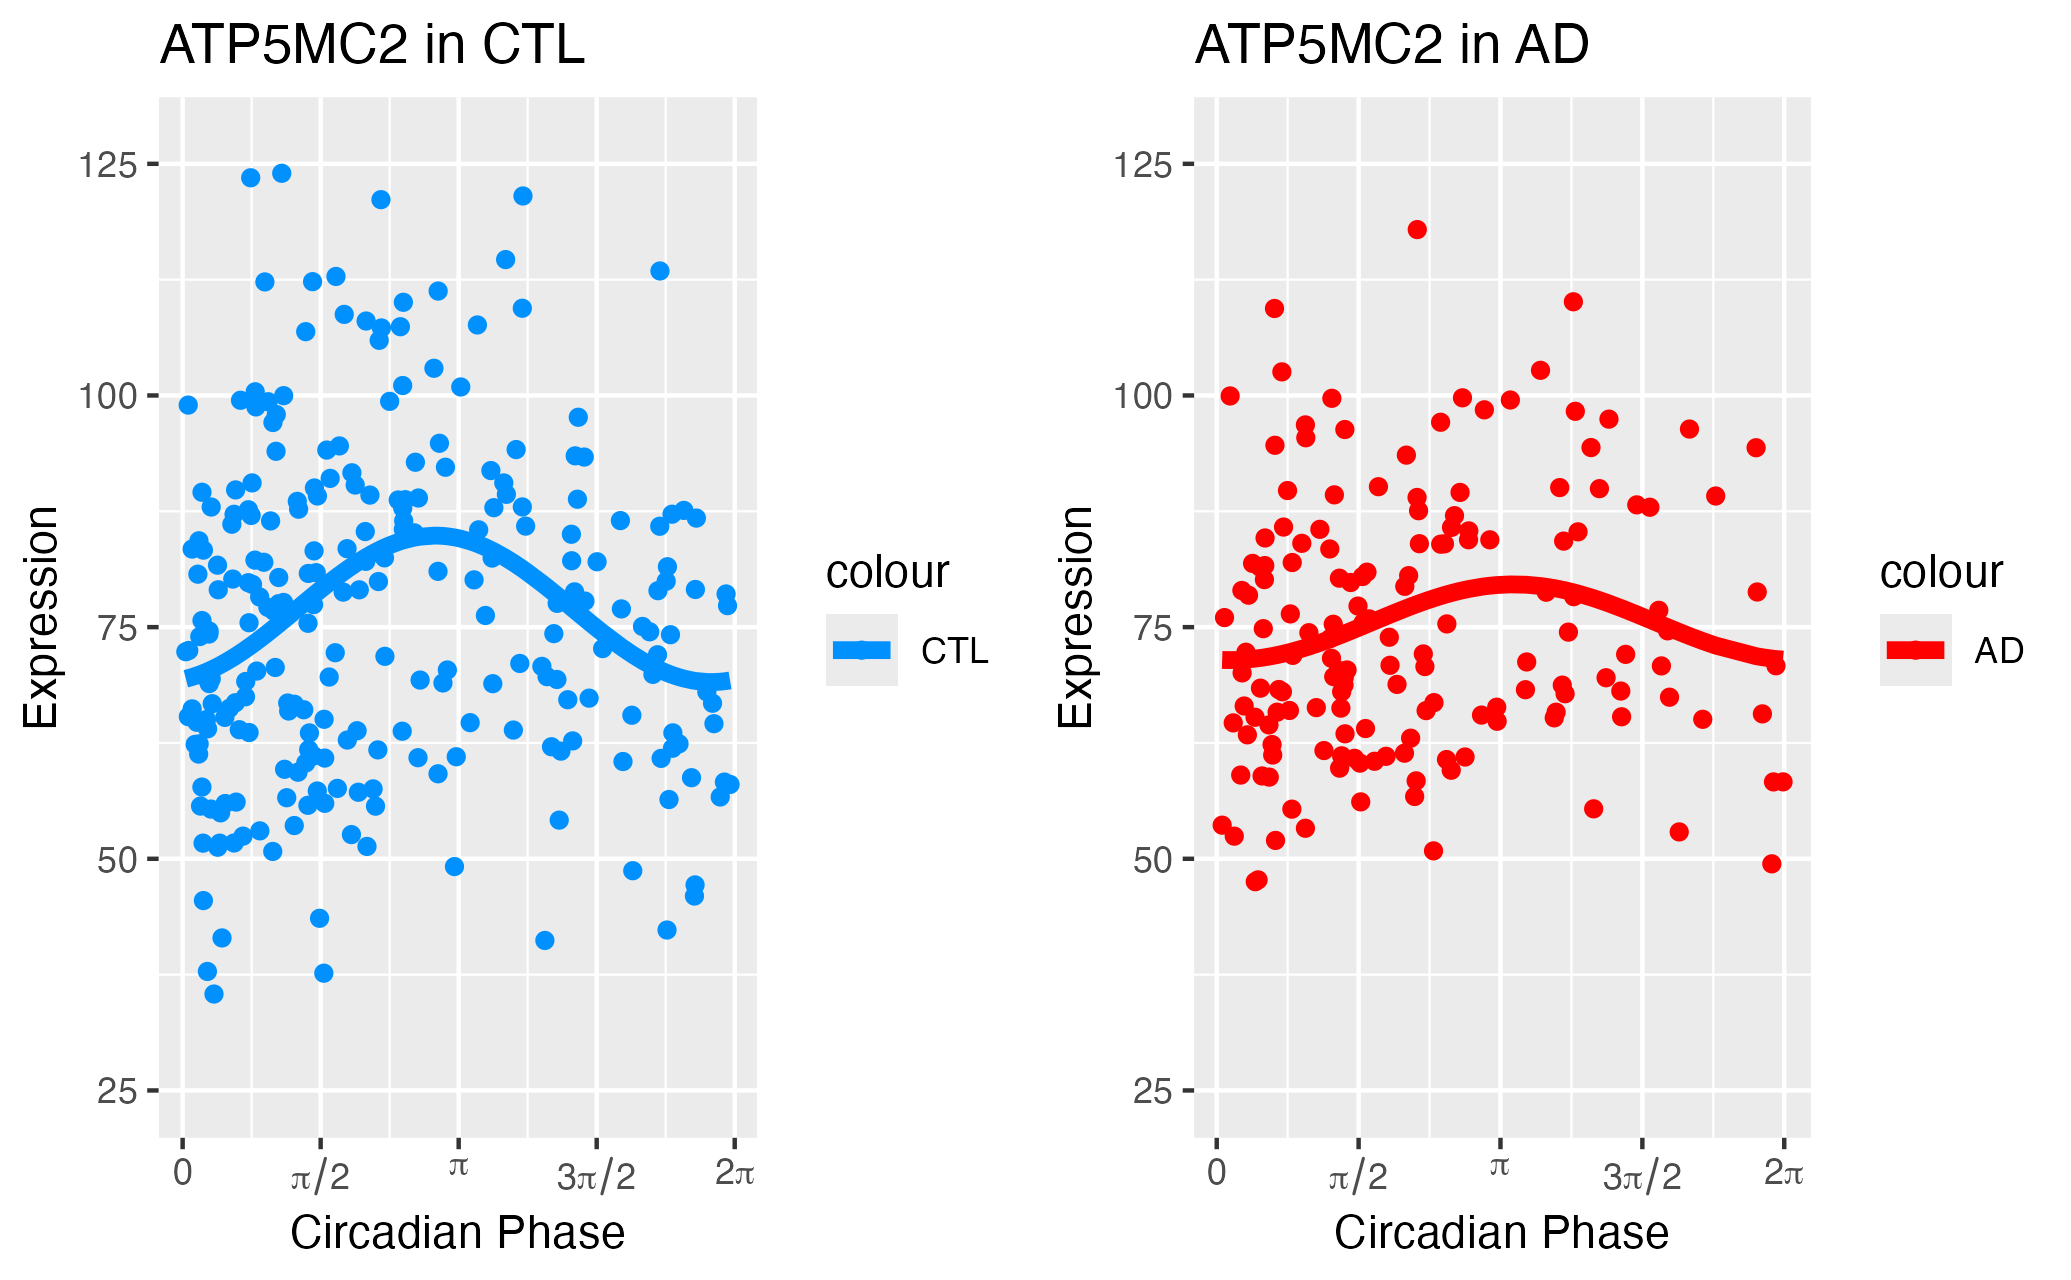 ATP5MC2 in CTL
125
100
75
50
25
Expression
0 π/2 π 3π/2 2π
Circadian Phase
colour
CTL
ATP5MC2 in AD
125
100
75
50
25
Expression
0 π/2 π 3π/2 2π
Circadian Phase
colour
AD